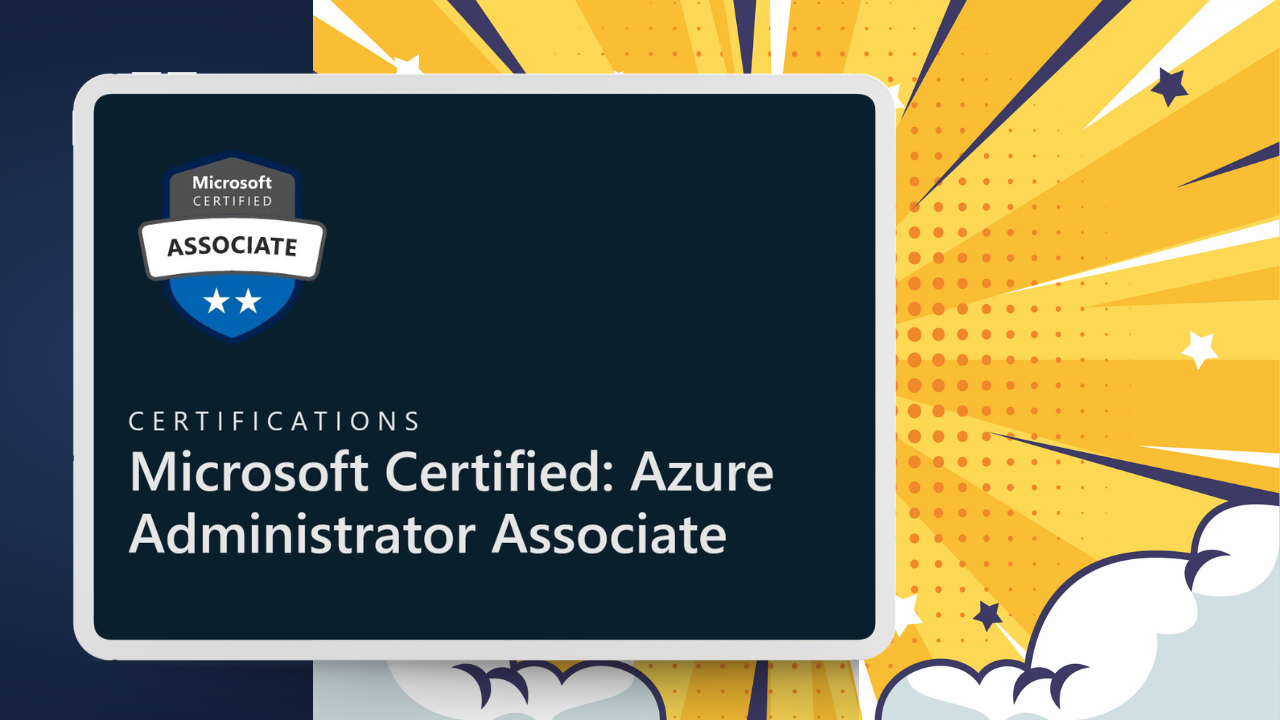 Microsoft
CERTIFIED
ASSOCIATE
CERTIFICATIONS
Microsoft Certified: Azure
Administrator Associate